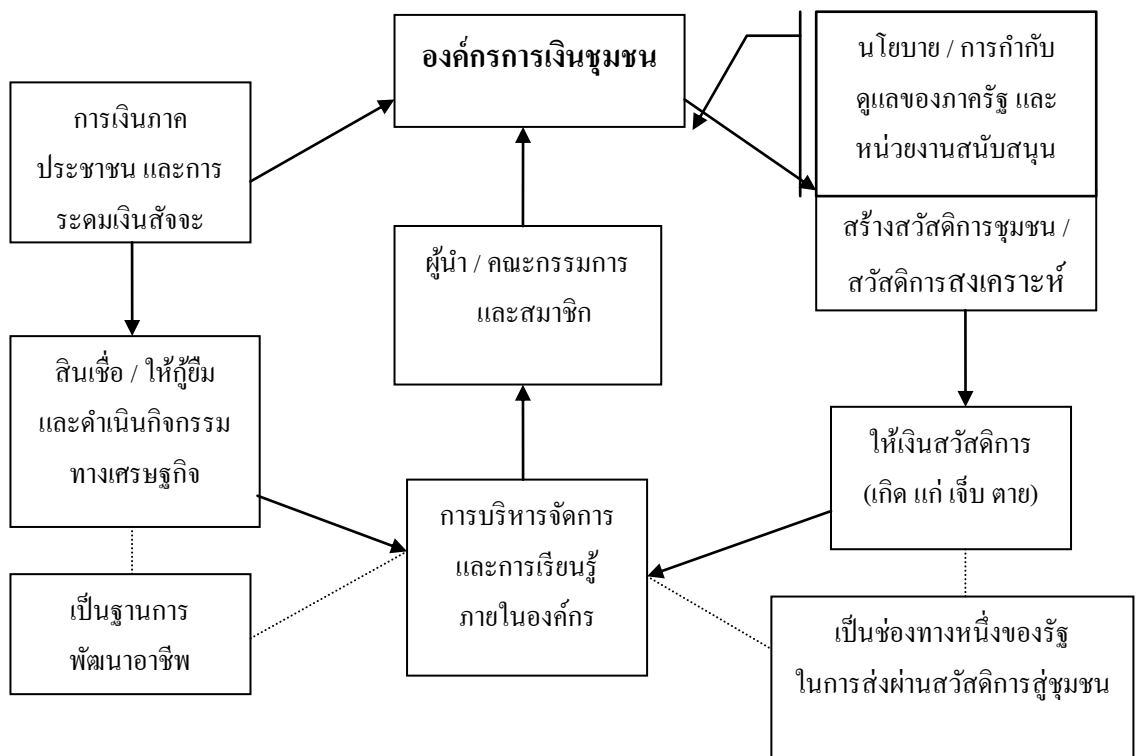 องค์กรการเงินชุมชน
นโยบาย / การกำกับ
ดูแลของภาครัฐ และ
หน่วยงานสนับสนุน
การเงินภาค
ประชาชน และการ
ระดมเงินสัจจะ
สร้างสวัสดิการชุมชน /
สวัสดิการสงเคราะห์
ผู้นำ / คณะกรรมการ
และสมาชิก
สินเชื่อ / ให้กู้ยืม
และดำเนินกิจกรรม
ทางเศรษฐกิจ
ให้เงินสวัสดิการ
(เกิด แก่ เจ็บ ตาย)
การบริหารจัดการ
และการเรียนรู้
ภายในองค์กร
เป็นฐานการ
พัฒนาอาชีพ
เป็นช่องทางหนึ่งของรัฐ
ในการส่งผ่านสวัสดิการสู่ชุมชน